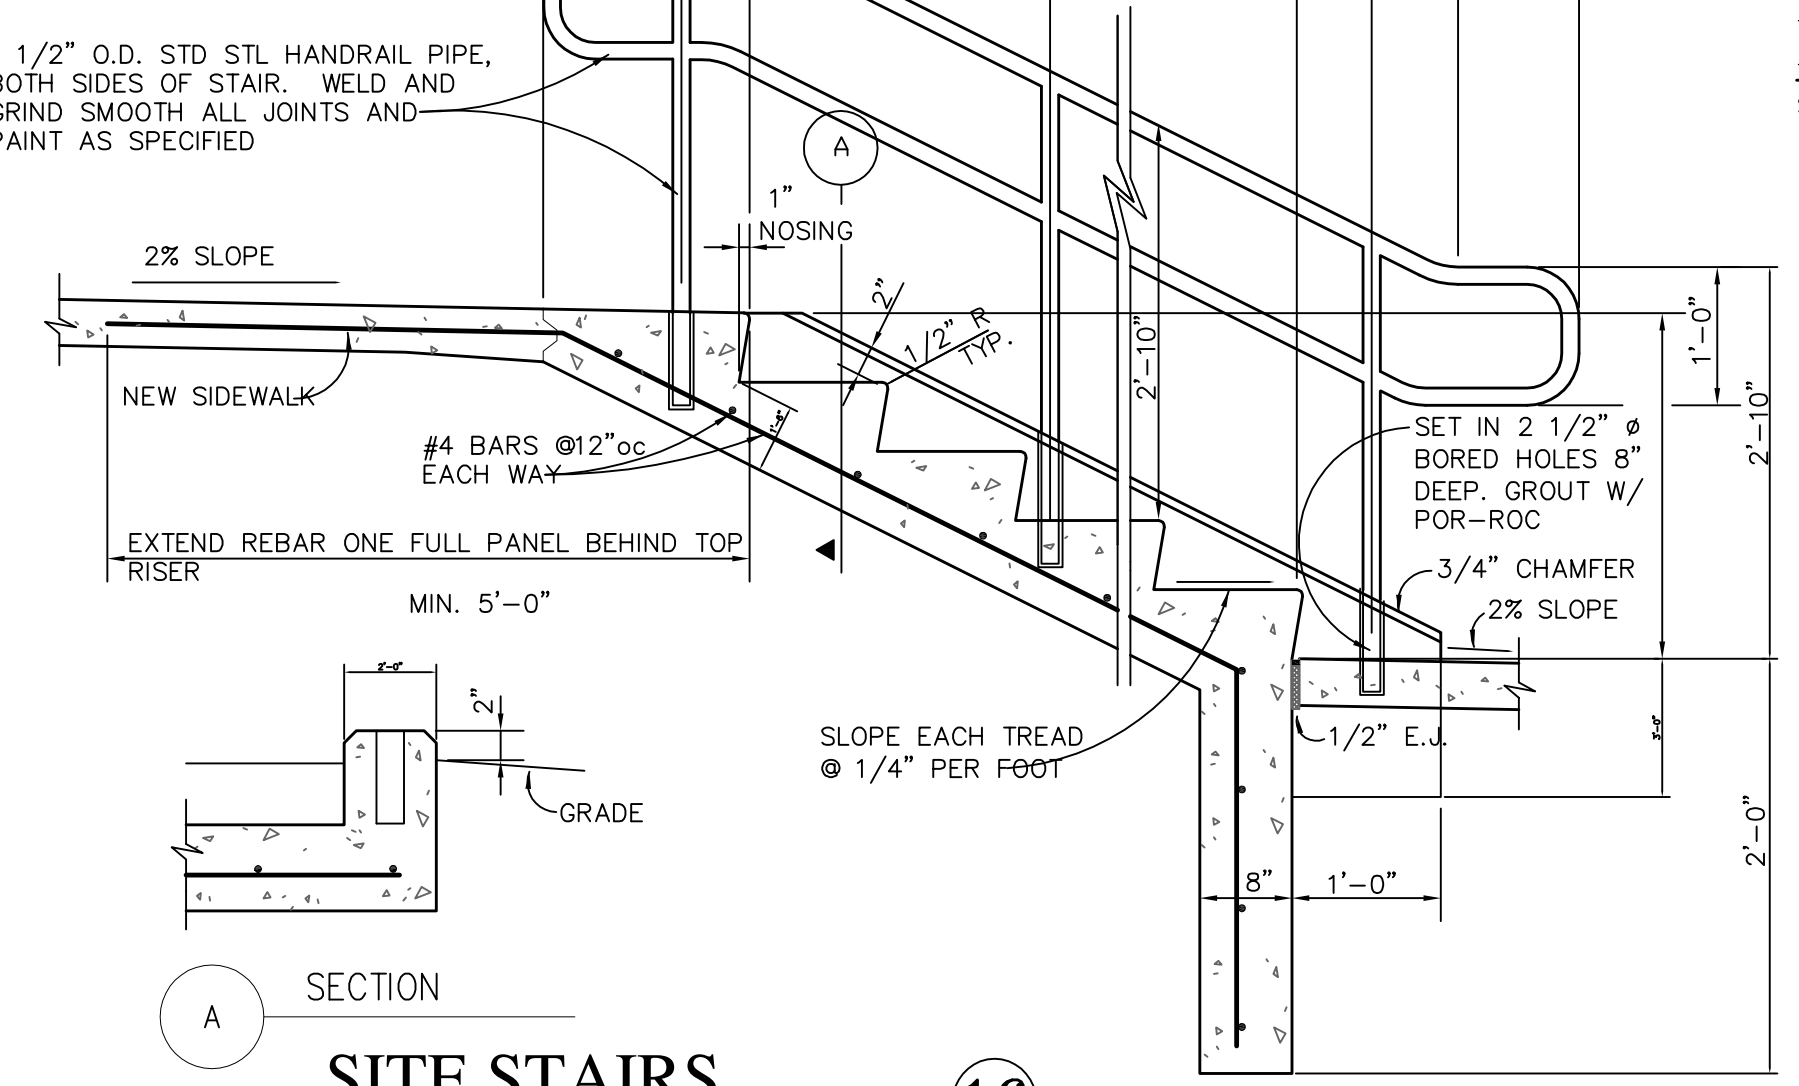 1/2" O.D. STD STL HANDRAIL PIPE,
BOTH SIDES OF STAIR. WELD AND
GRIND SMOOTH ALL JOINTS AND
PAINT AS SPECIFIED
A
1"
NOSING
2% SLOPE
2"
1/2" R
TYP.
2'-10"
1'-0"
2'-10"
NEW SIDEWALK
#4 BARS @12"oc
EACH WAY
1'-6"
SET IN 2 1/2" ø
BORED HOLES 8"
DEEP. GROUT W/
POR-ROC
EXTEND REBAR ONE FULL PANEL BEHIND TOP
RISER
MIN. 5'-0"
3/4" CHAMFER
2% SLOPE
2'-0"
2"
SLOPE EACH TREAD
@ 1/4" PER FOOT
1/2" E.J.
3'-0"
GRADE
8"
1'-0"
2'-0"
A
SECTION
SITE STAIRS